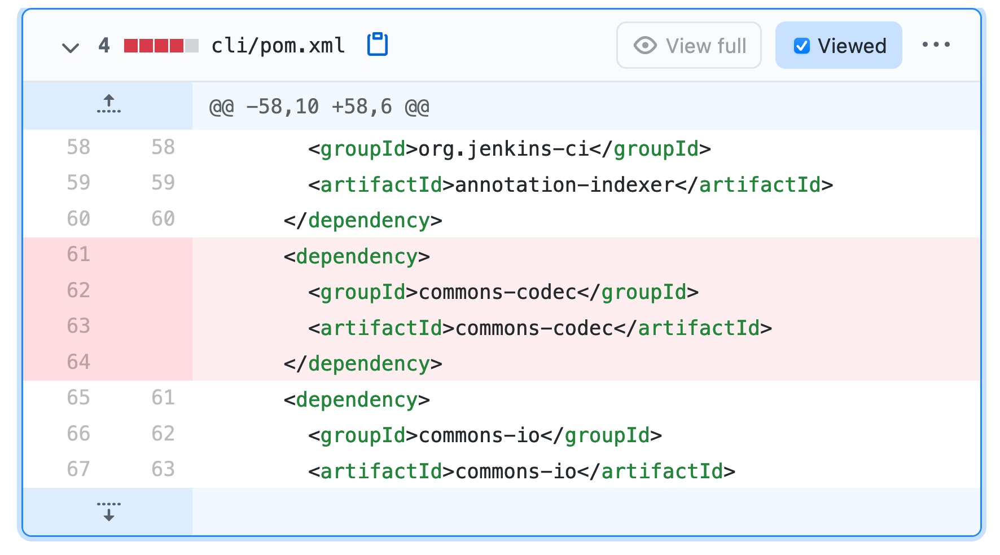 4 cli/pom.xml View full Viewed
@@ -58,10 +58,6 @@
58 58 <groupId>org.jenkins-ci</groupId>
59 59 <artifactId>annotation-indexer</artifactId>
60 60 </dependency>
61 <dependency>
62 <groupId>commons-codec</groupId>
63 <artifactId>commons-codec</artifactId>
64 </dependency>
65 61 <dependency>
66 62 <groupId>commons-io</groupId>
67 63 <artifactId>commons-io</artifactId>